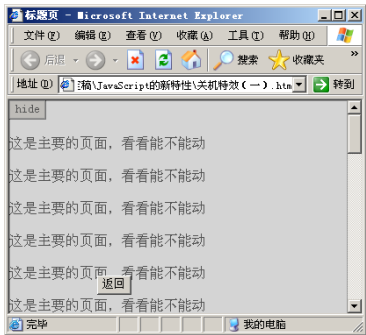 标题页 - Microsoft Internet Explorer
文件(F) 编辑(E) 查看(V) 收藏(A) 工具(T) 帮助(H)
后退 搜索 收藏夹 »
地址(D) 稿\JavaScript的新特性\关机特效(一).htm 转到
hide
这是主要的页面，看看能不能动
这是主要的页面，看看能不能动
这是主要的页面，看看能不能动
这是主要的页面，看看能不能动
这是主要的页面，看看能不能动
返回
这是主要的页面，看看能不能动
完毕 我的电脑